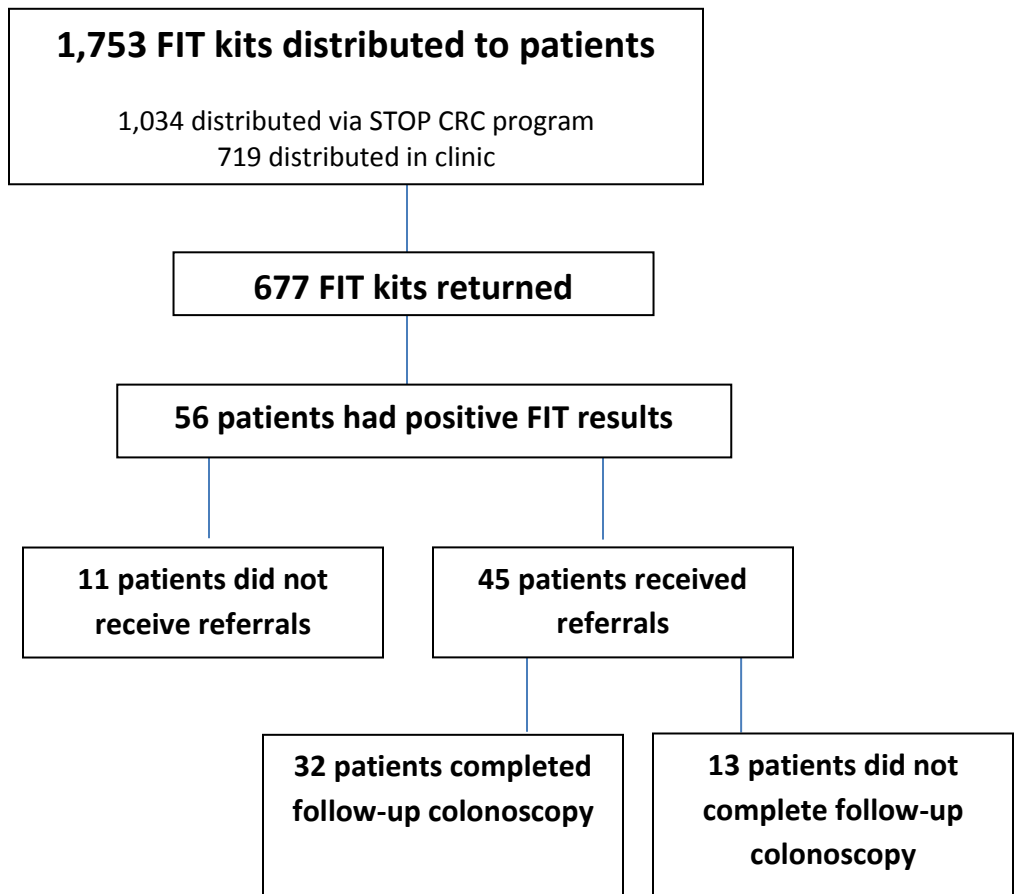 1,753 FIT kits distributed to patients
1,034 distributed via STOP CRC program
719 distributed in clinic
677 FIT kits returned
56 patients had positive FIT results
11 patients did not
receive referrals
45 patients received
referrals
32 patients completed
follow-up colonoscopy
13 patients did not
complete follow-up
colonoscopy